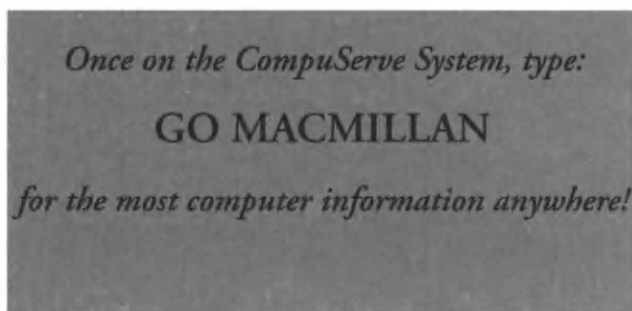 Once on the CompuServe System, type:
GO MACMILLAN
for the most computer information anywhere!